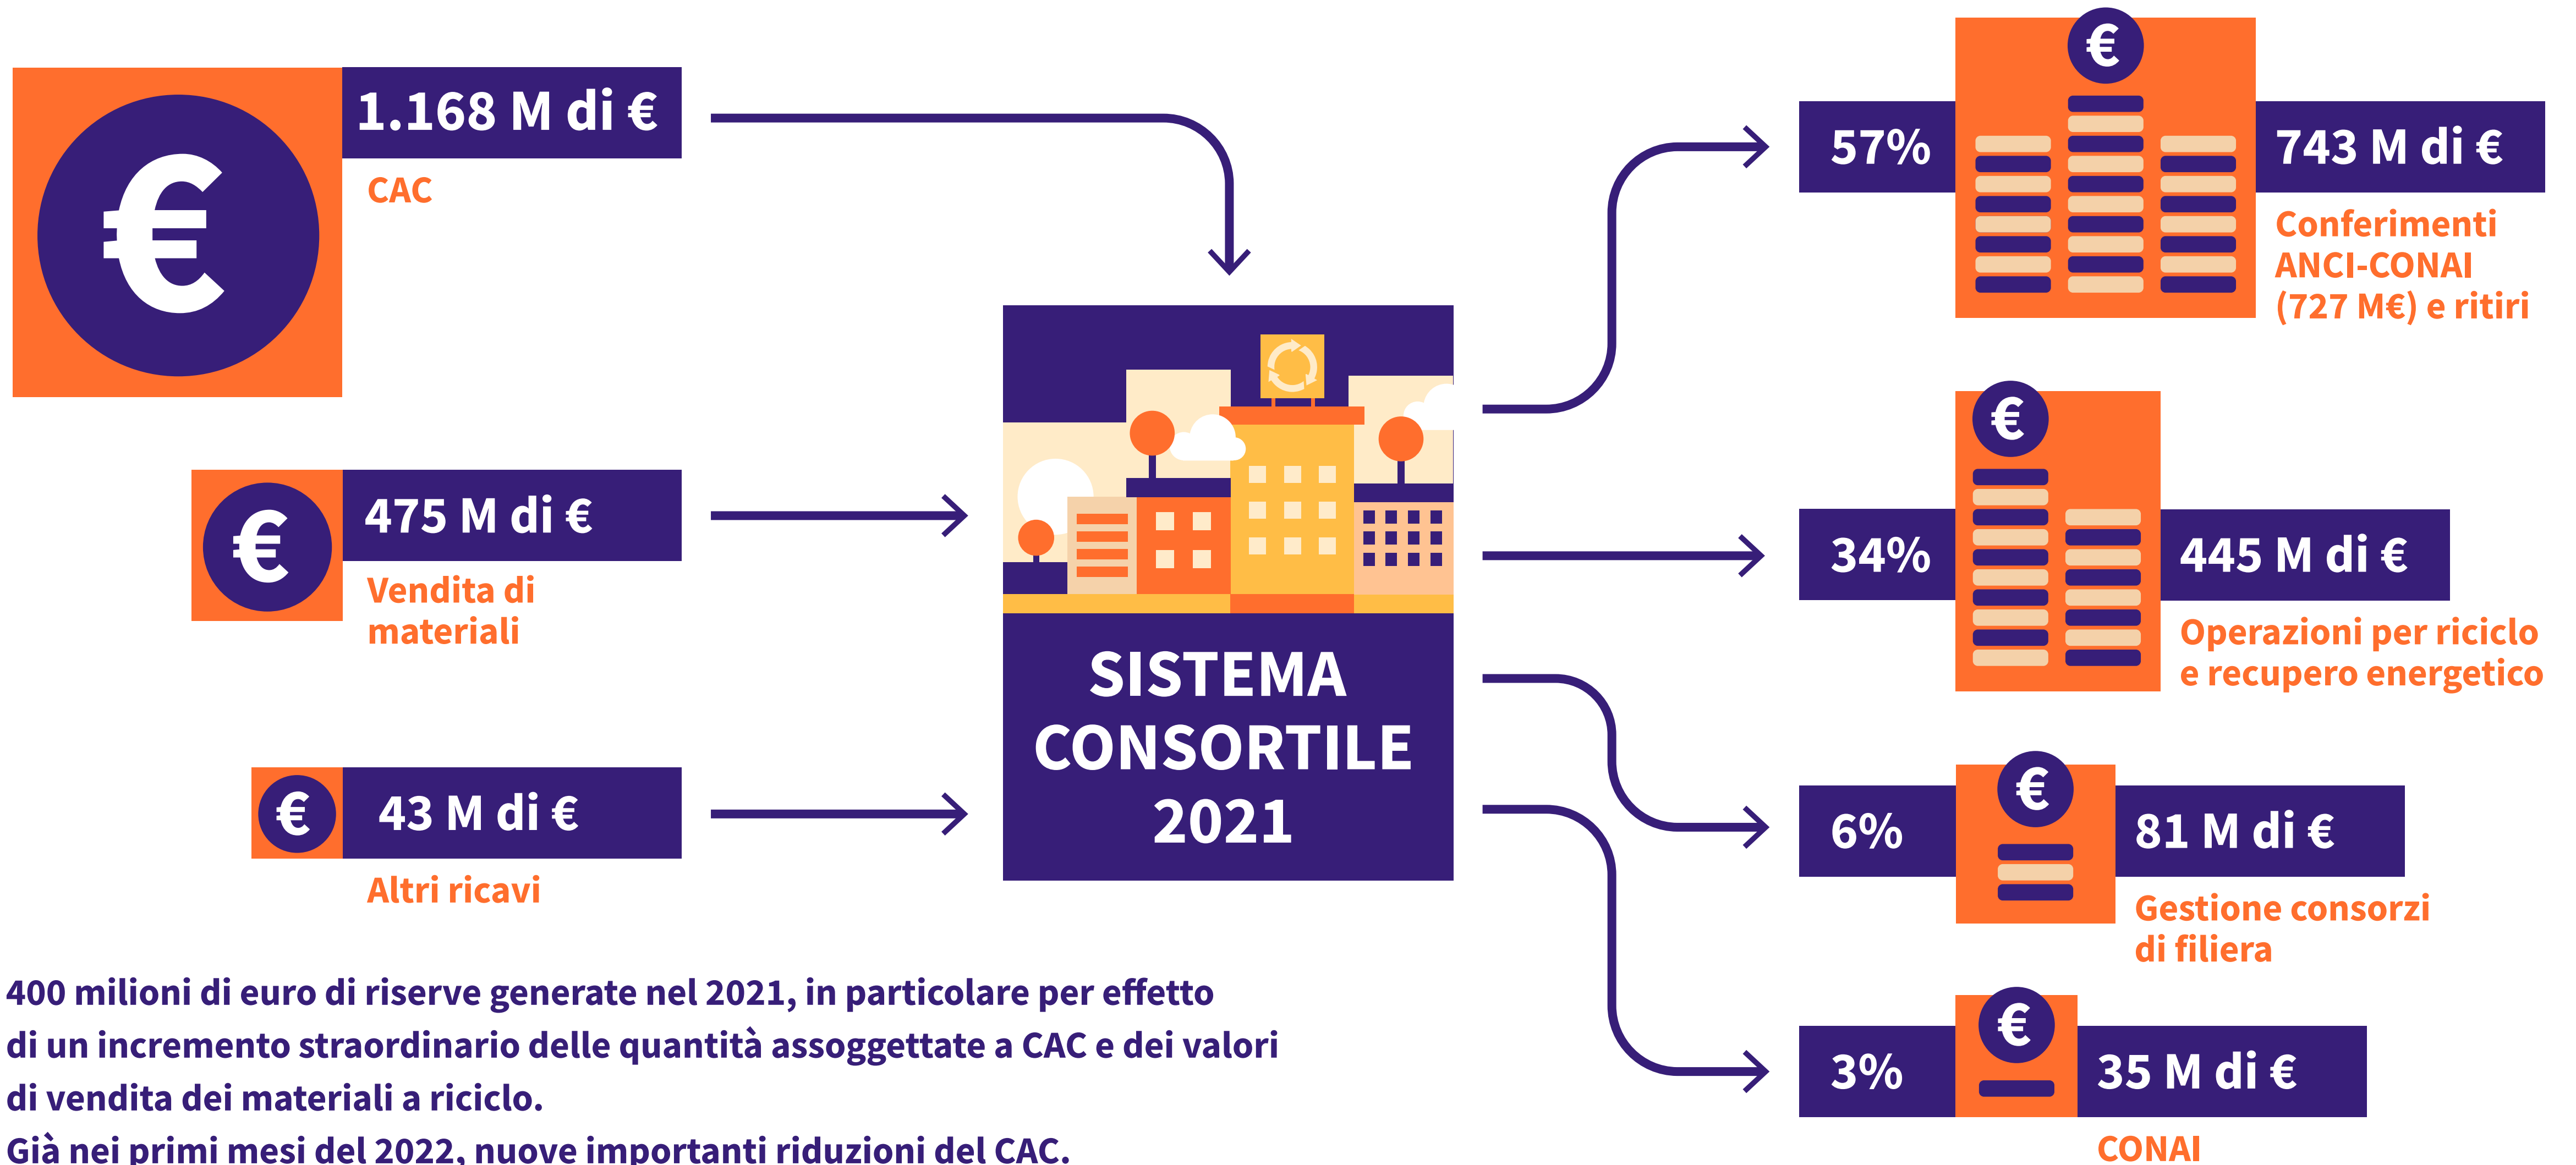 €
1.168 M di €
CAC
€
475 M di €
Vendita di
materiali
€
43 M di €
Altri ricavi
SISTEMA
CONSORTILE
2021
57%
€
743 M di €
Conferimenti
ANCI-CONAI
(727 M€) e ritiri
34%
€
445 M di €
Operazioni per riciclo
e recupero energetico
6%
€
81 M di €
Gestione consorzi
di filiera
3%
€
35 M di €
CONAI
400 milioni di euro di riserve generate nel 2021, in particolare per effetto
di un incremento straordinario delle quantità assoggettate a CAC e dei valori
di vendita dei materiali a riciclo.
Già nei primi mesi del 2022, nuove importanti riduzioni del CAC.